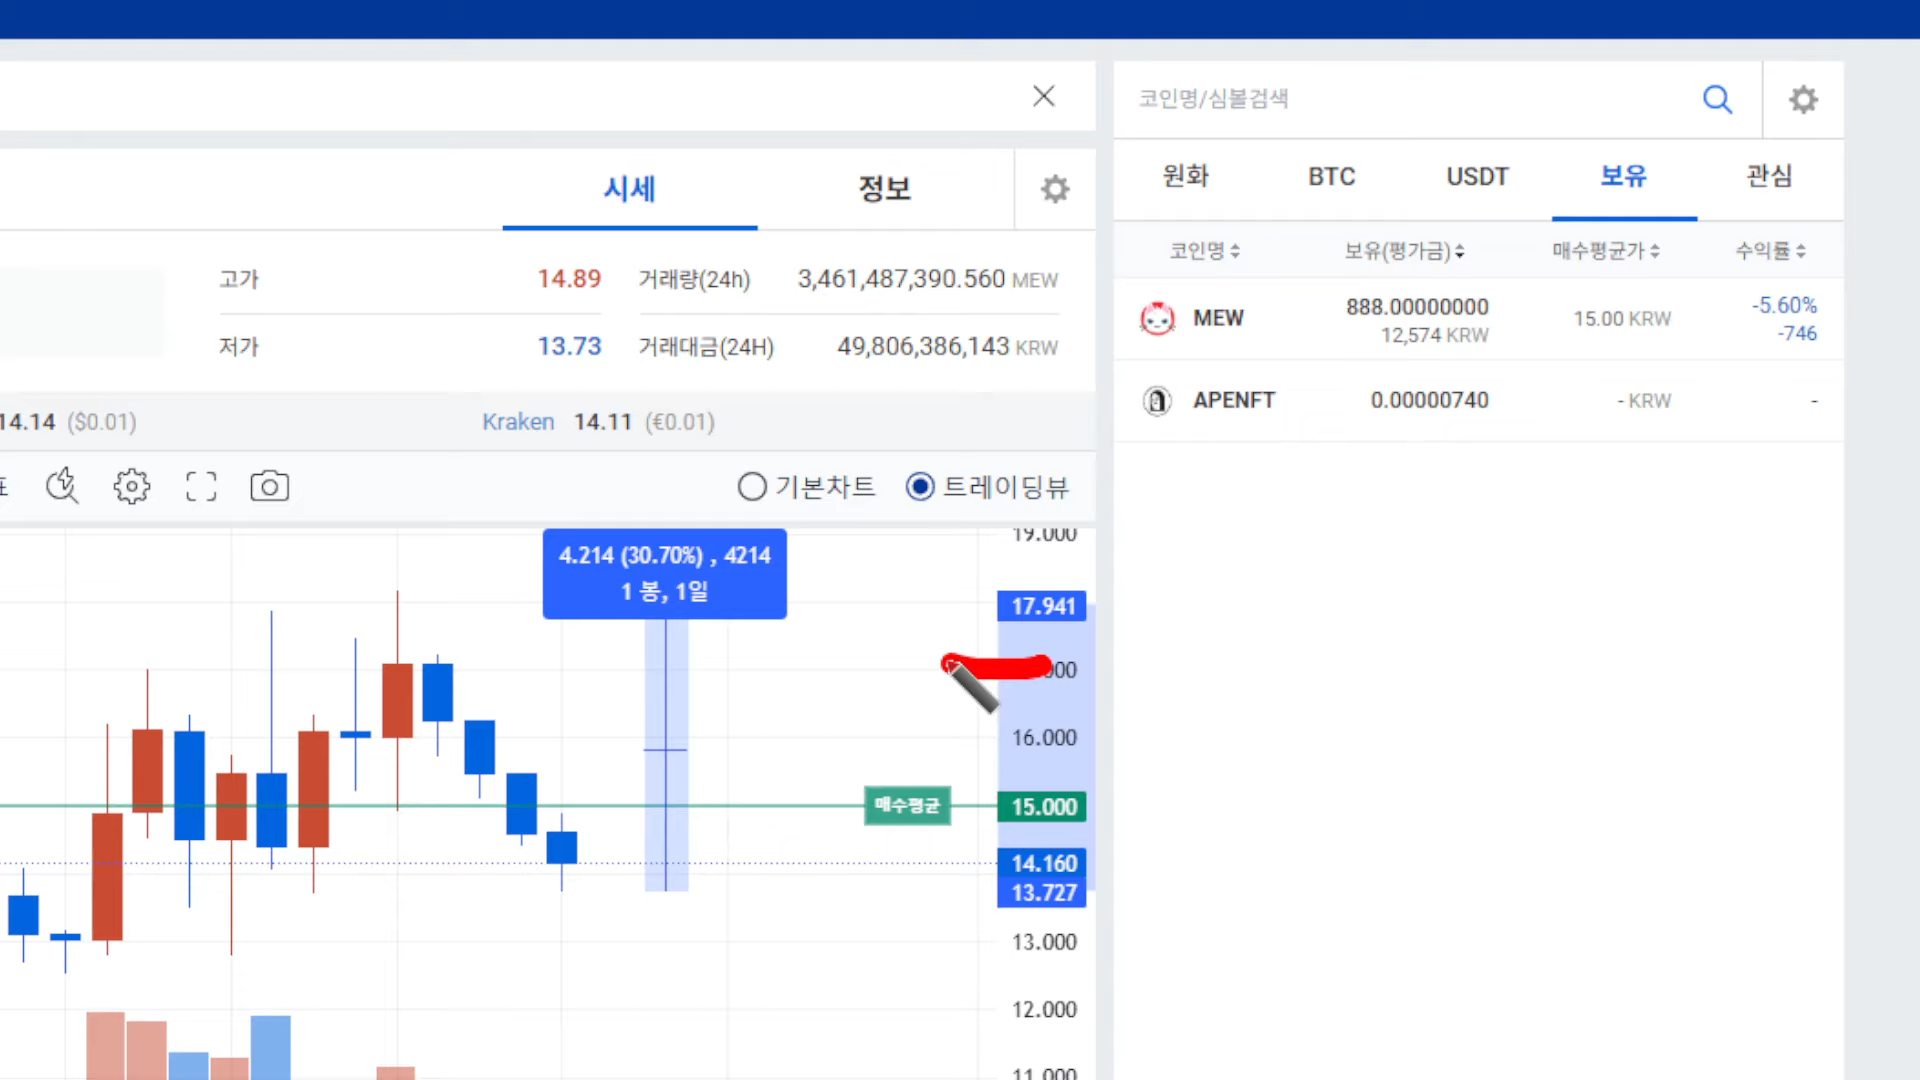 코인명/심볼검색
시세 정보
원화 BTC USDT 보유 관심
코인명 보유(평가금) 매수평균가 수익률
고가 14.89 거래량(24h) 3,461,487,390.560 MEW
저가 13.73 거래대금(24H) 49,806,386,143 KRW
MEW 888.00000000 15.00 KRW -5.60%
12,574 KRW -746
APENFT 0.00000740 - KRW -
14.14 ($0.01) Kraken 14.11 (€0.01)
기본차트 트레이딩뷰
4.214 (30.70%) , 4214
1 봉, 1일
19.000
17.941
16.000
매수평균 15.000
14.160
13.727
13.000
12.000
11.000